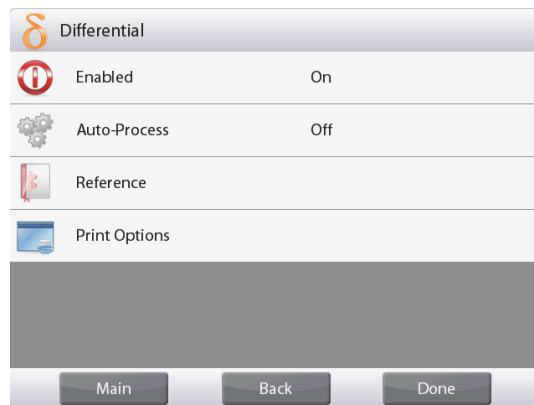 δ Differential
Enabled On
Auto-Process Off
Reference
Print Options
Main Back Done